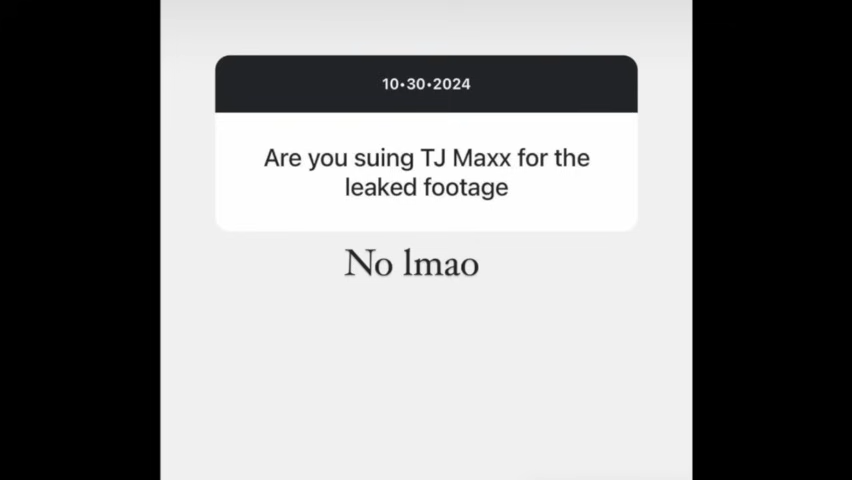 10•30•2024
Are you suing TJ Maxx for the
leaked footage
No lmao